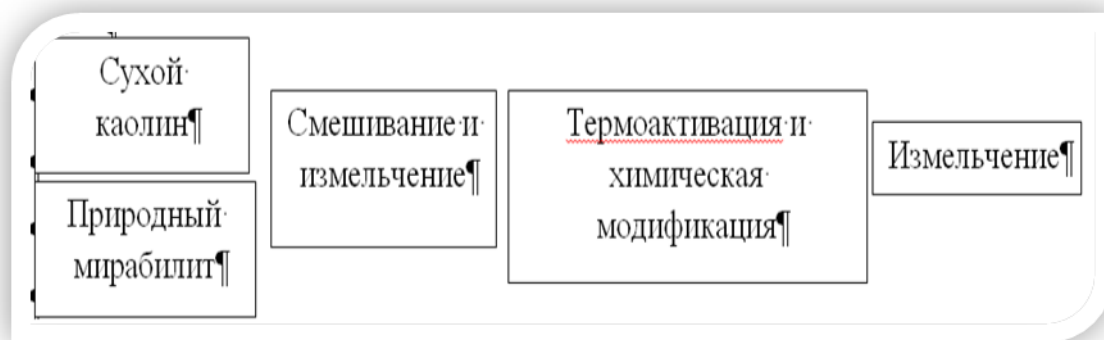 Сухой
каолин¶
Природный
мирабилит¶
Смешивание и
измельчение¶
Термоактивация и
химическая
модификация¶
Измельчение¶